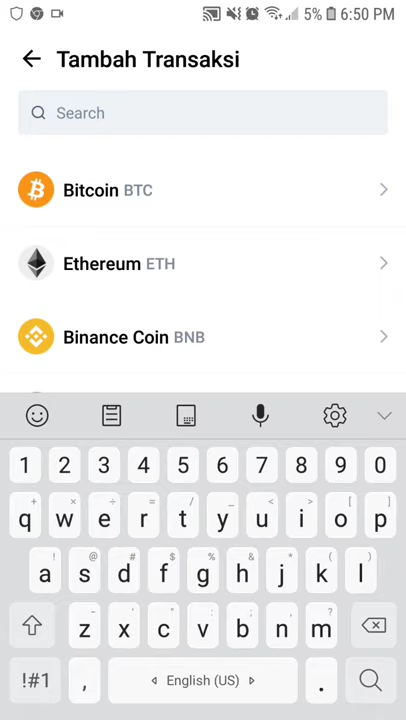 5% 6:50 PM
Tambah Transaksi
Search
Bitcoin BTC
Ethereum ETH
Binance Coin BNB
1 2 3 4 5 6 7 8 9 0
+ × ÷ = / _ < > [ ]
q w e r t y u i o p
! @ # $ % ^ & * ( )
a s d f g h j k l
- ' " : ; , ?
z x c v b n m
!#1 , English (US) .